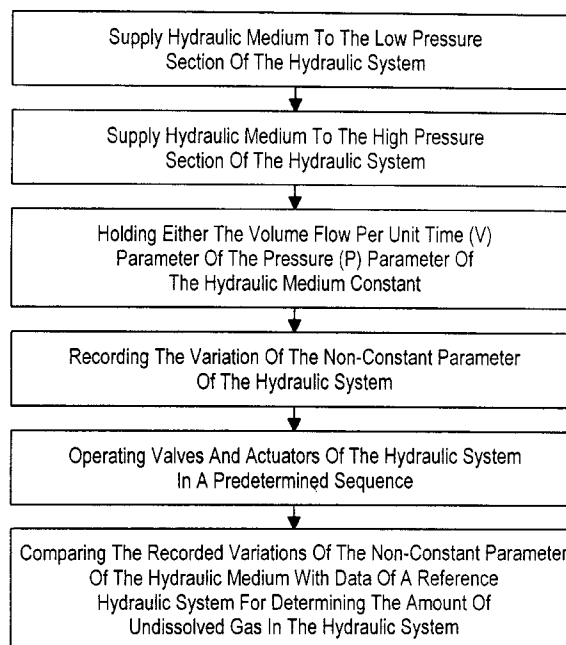 Supply Hydraulic Medium To The Low Pressure
Section Of The Hydraulic System
Supply Hydraulic Medium To The High Pressure
Section Of The Hydraulic System
Holding Either The Volume Flow Per Unit Time (V)
Parameter Of The Pressure (P) Parameter Of
The Hydraulic Medium Constant
Recording The Variation Of The Non-Constant Parameter
Of The Hydraulic System
Operating Valves And Actuators Of The Hydraulic System
In A Predetermined Sequence
Comparing The Recorded Variations Of The Non-Constant Parameter
Of The Hydraulic Medium With Data Of A Reference
Hydraulic System For Determining The Amount Of
Undissolved Gas In The Hydraulic System